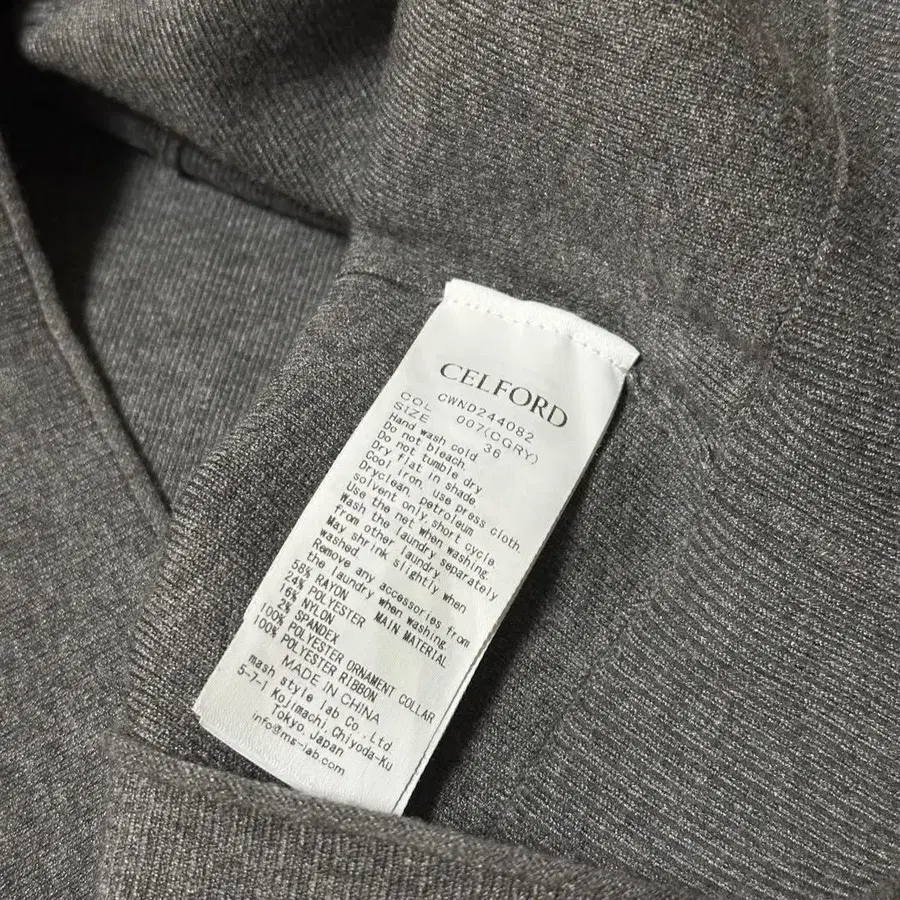 CELFORD
CWND244082
COL 007(CGRY)
SIZE 36
Hand wash cold
Do not bleach.
Do not tumble dry
Dry flat in shade
Cool iron, use press cloth.
Dryclean, petroleum
solvent only, short cycle.
Use the net when washing.
Wash the laundry separately
from other laundry.
May shrink slightly when
washed.
Remove any accessories from
the laundry when washing.
58% RAYON MAIN MATERIAL
24% POLYESTER
16% NYLON
2% SPANDEX
100% POLYESTER ORNAMENT COLLAR
100% POLYESTER RIBBON
MADE IN CHINA
mash style lab Co.,Ltd.
5-7-1 Kojimachi,Chiyoda-Ku
Tokyo,Japan
info@ms-lab.com